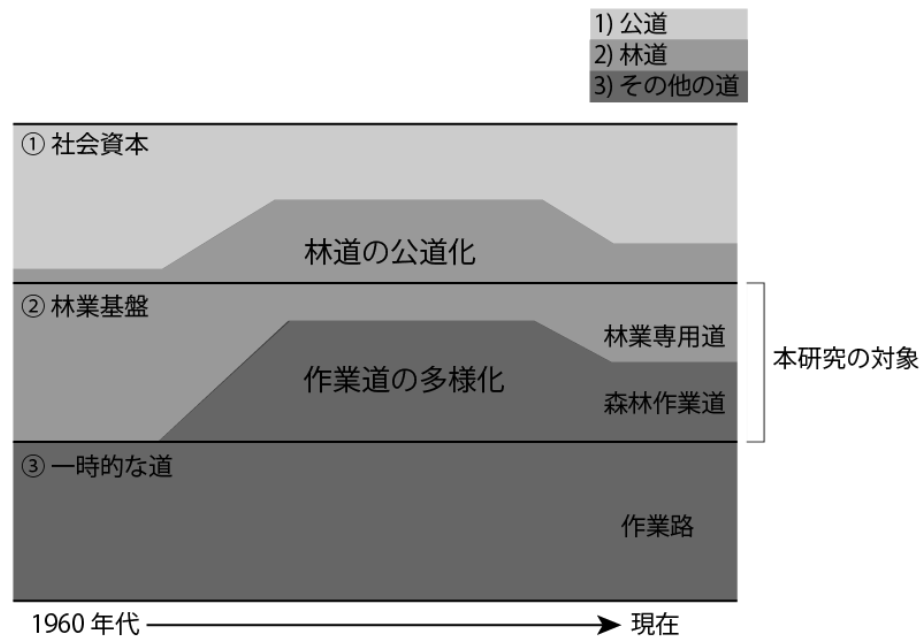 1) 公道
2) 林道
3) その他の道
① 社会資本
林道の公道化
② 林業基盤
林業専用道
本研究の対象
作業道の多様化
森林作業道
③ 一時的な道
作業路
1960 年代
現在